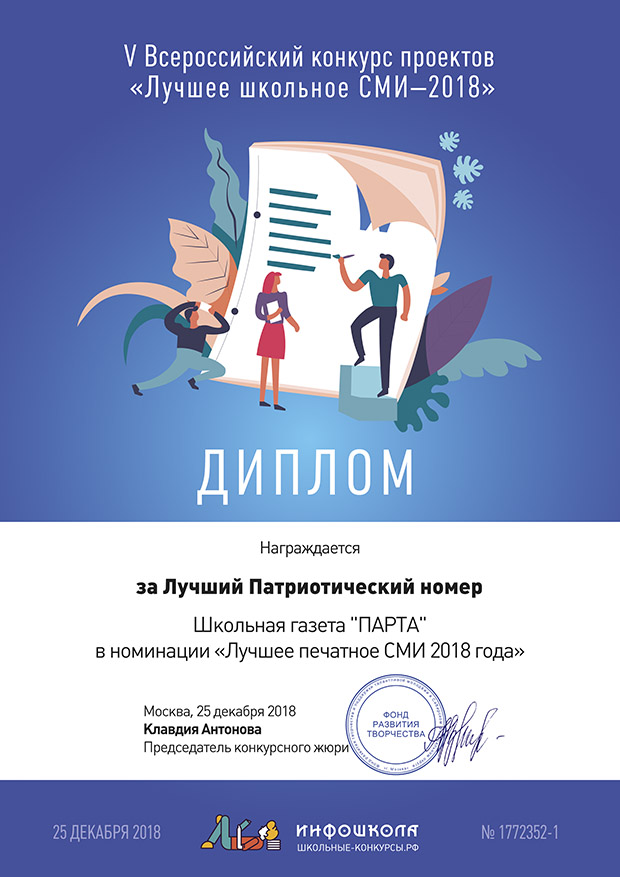 V Всероссийский конкурс проектов
«Лучшее школьное СМИ–2018»
ДИПЛОМ
Награждается
за Лучший Патриотический номер
Школьная газета "ПАРТА"
в номинации «Лучшее печатное СМИ 2018 года»
Москва, 25 декабря 2018
Клавдия Антонова
Председатель конкурсного жюри
ФОНД
РАЗВИТИЯ
ТВОРЧЕСТВА
25 ДЕКАБРЯ 2018
ИНФОШКОЛА
ШКОЛЬНЫЕ-КОНКУРСЫ.РФ
№ 1772352-1